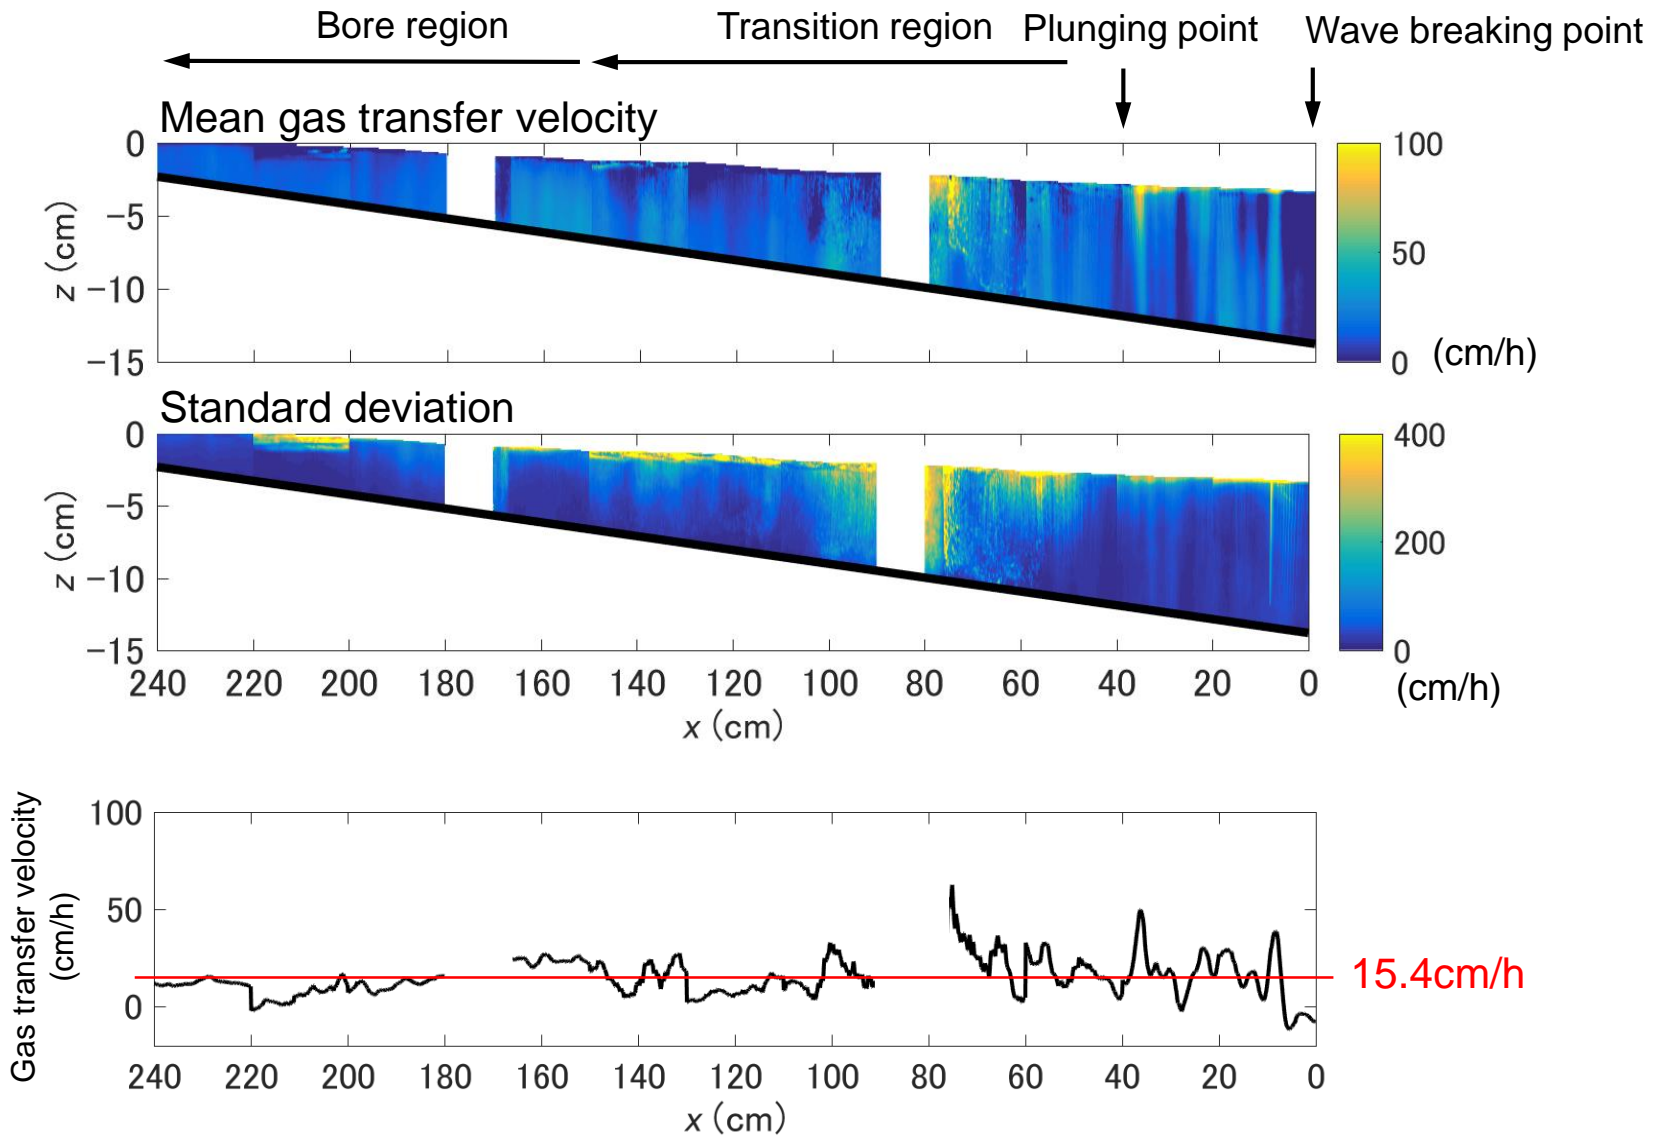 Bore region
Transition region
Plunging point
Wave breaking point
Mean gas transfer velocity
0
−5
−10
−15
z (cm)
100
50
0
(cm/h)
Standard deviation
0
−5
−10
−15
z (cm)
400
200
0
(cm/h)
240 220 200 180 160 140 120 100 80 60 40 20 0
x (cm)
Gas transfer velocity
(cm/h)
100
50
0
15.4cm/h
240 220 200 180 160 140 120 100 80 60 40 20 0
x (cm)